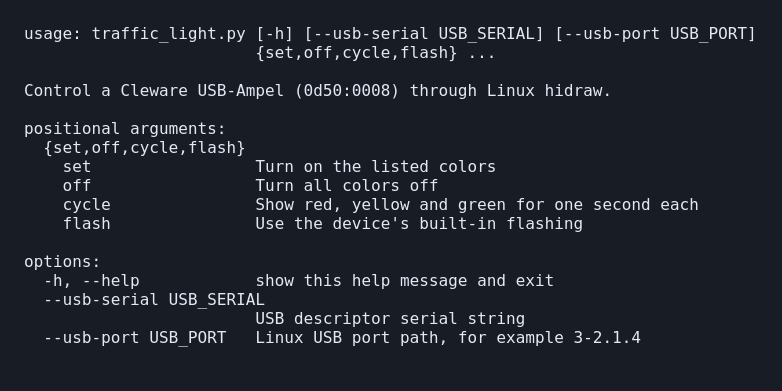 usage: traffic_light.py [-h] [--usb-serial USB_SERIAL] [--usb-port USB_PORT]
                        {set,off,cycle,flash} ...

Control a Cleware USB-Ampel (0d50:0008) through Linux hidraw.

positional arguments:
  {set,off,cycle,flash}
    set                 Turn on the listed colors
    off                 Turn all colors off
    cycle               Show red, yellow and green for one second each
    flash               Use the device's built-in flashing

options:
  -h, --help            show this help message and exit
  --usb-serial USB_SERIAL
                        USB descriptor serial string
  --usb-port USB_PORT   Linux USB port path, for example 3-2.1.4